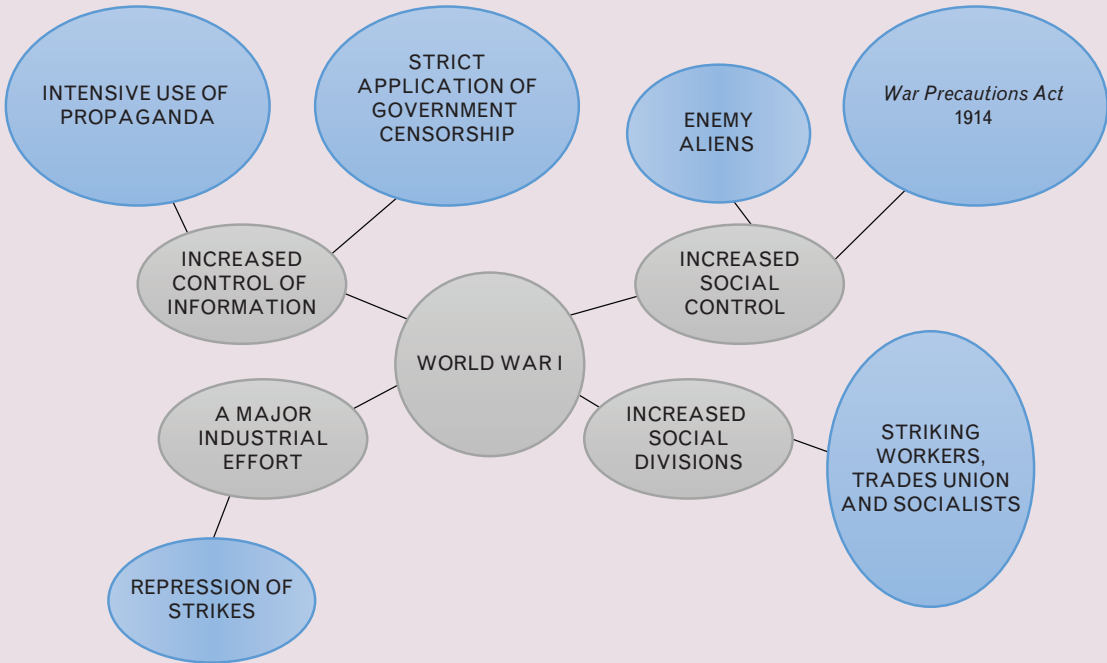 INTENSIVE USE OF
PROPAGANDA
STRICT
APPLICATION OF
GOVERNMENT
CENSORSHIP
ENEMY
ALIENS
War Precautions Act
1914
INCREASED
CONTROL OF
INFORMATION
INCREASED
SOCIAL
CONTROL
WORLD WAR I
A MAJOR
INDUSTRIAL
EFFORT
INCREASED
SOCIAL
DIVISIONS
STRIKING
WORKERS,
TRADES UNION
AND SOCIALISTS
REPRESSION OF
STRIKES